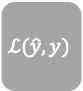 ℒ(ŷ, y)